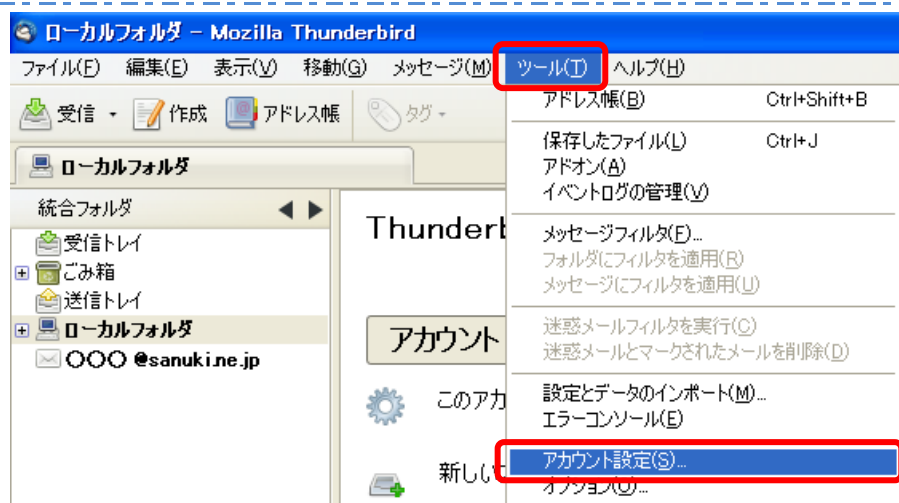 ローカルフォルダ - Mozilla Thunderbird
ファイル(F) 編集(E) 表示(V) 移動(G) メッセージ(M) ツール(T) ヘルプ(H)
受信 作成 アドレス帳 タグ
ローカルフォルダ
統合フォルダ
受信トレイ
ごみ箱
送信トレイ
ローカルフォルダ
○○○ @sanuki.ne.jp
Thunderb
アカウント
このアカ
新しい
アドレス帳(B) Ctrl+Shift+B
保存したファイル(L) Ctrl+J
アドオン(A)
イベントログの管理(V)
メッセージフィルタ(F)...
フォルダにフィルタを適用(R)
メッセージにフィルタを適用(U)
迷惑メールフィルタを実行(C)
迷惑メールとマークされたメールを削除(D)
設定とデータのインポート(M)...
エラーコンソール(E)
アカウント設定(S)...
オプション(O)...